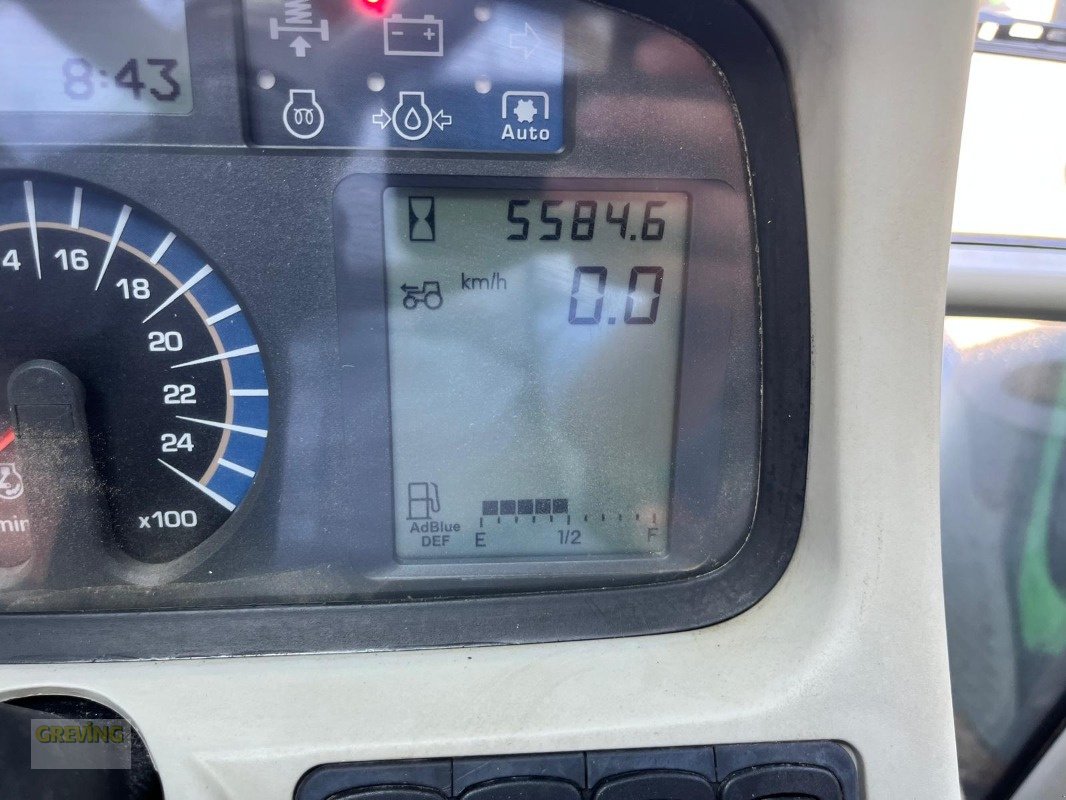 8:43
Auto
5584.6
km/h
0.0
4
16
18
20
22
24
x100
min
AdBlue
DEF
E
1/2
F
GREVING